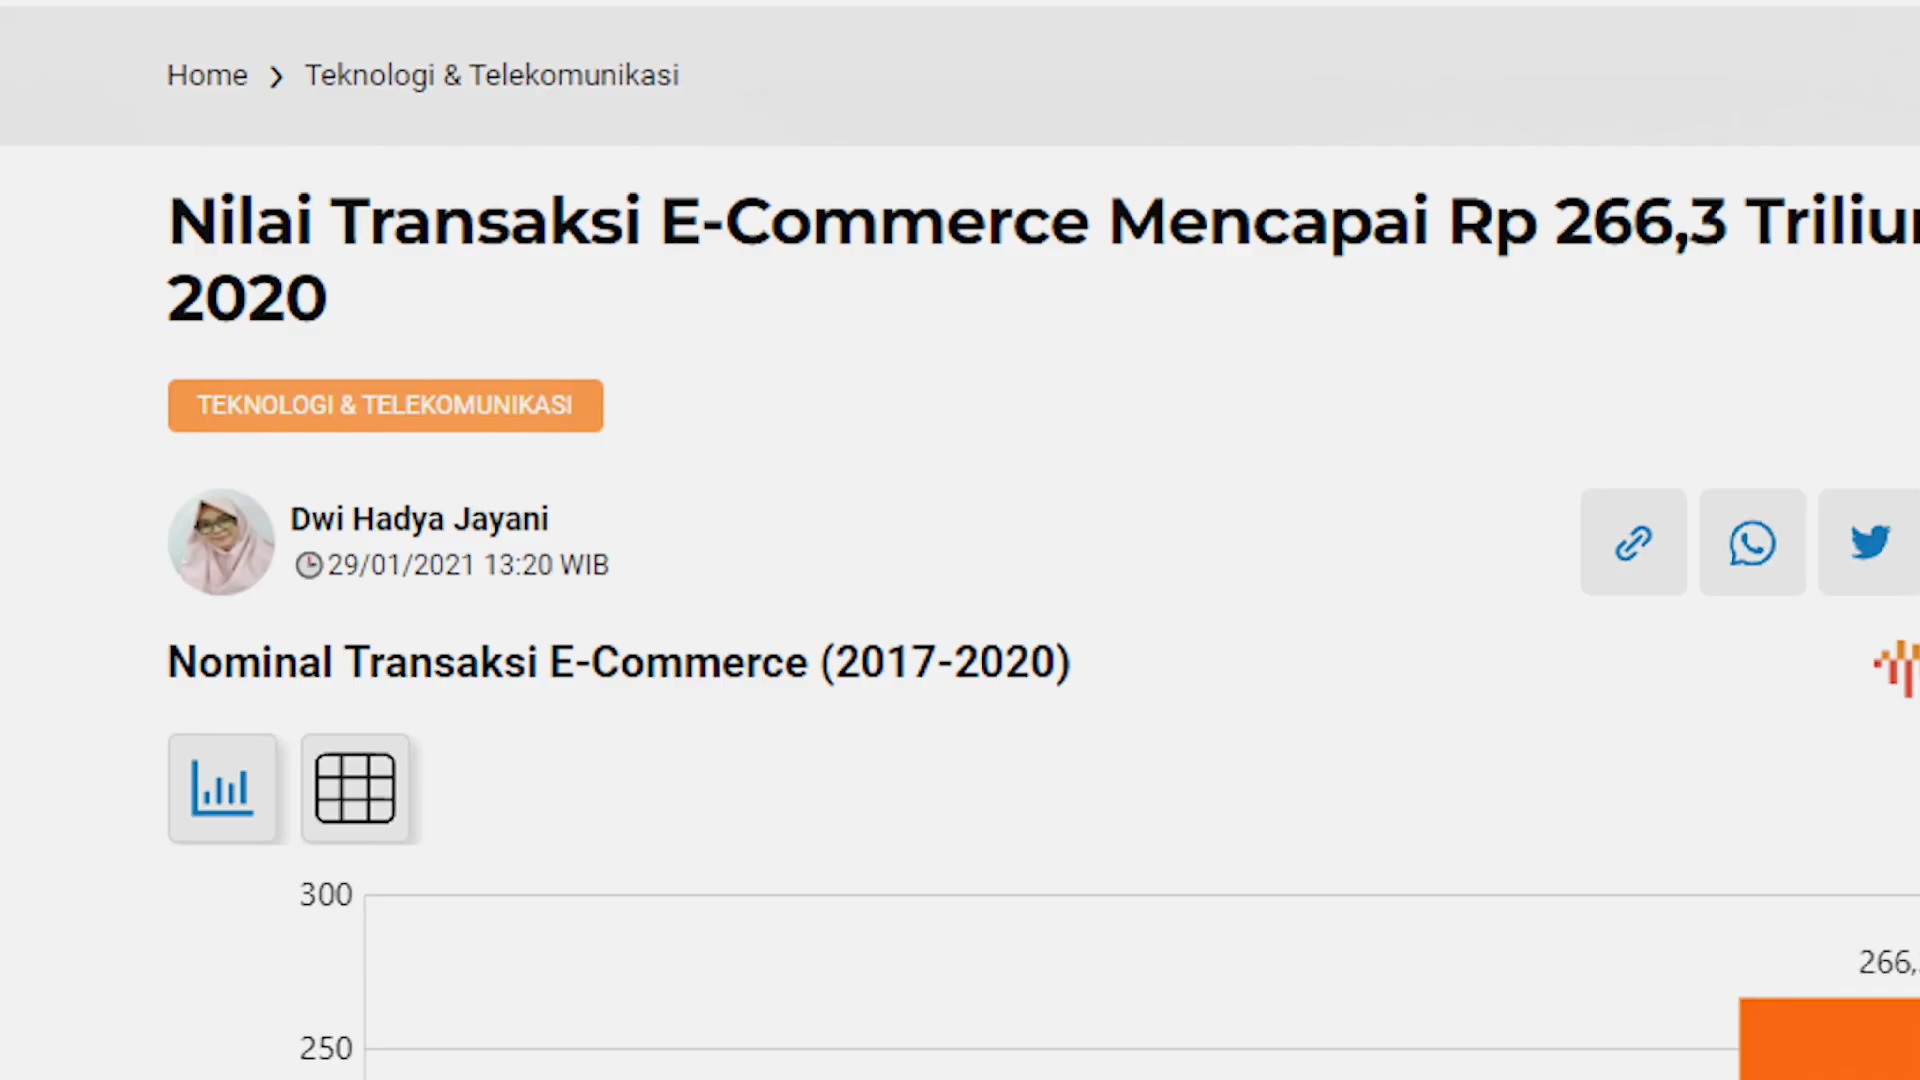 Home > Teknologi & Telekomunikasi
Nilai Transaksi E-Commerce Mencapai Rp 266,3
2020
TEKNOLOGI & TELEKOMUNIKASI
Dwi Hadya Jayani
29/01/2021 13:20 WIB
Nominal Transaksi E-Commerce (2017-2020)
300
266,
250